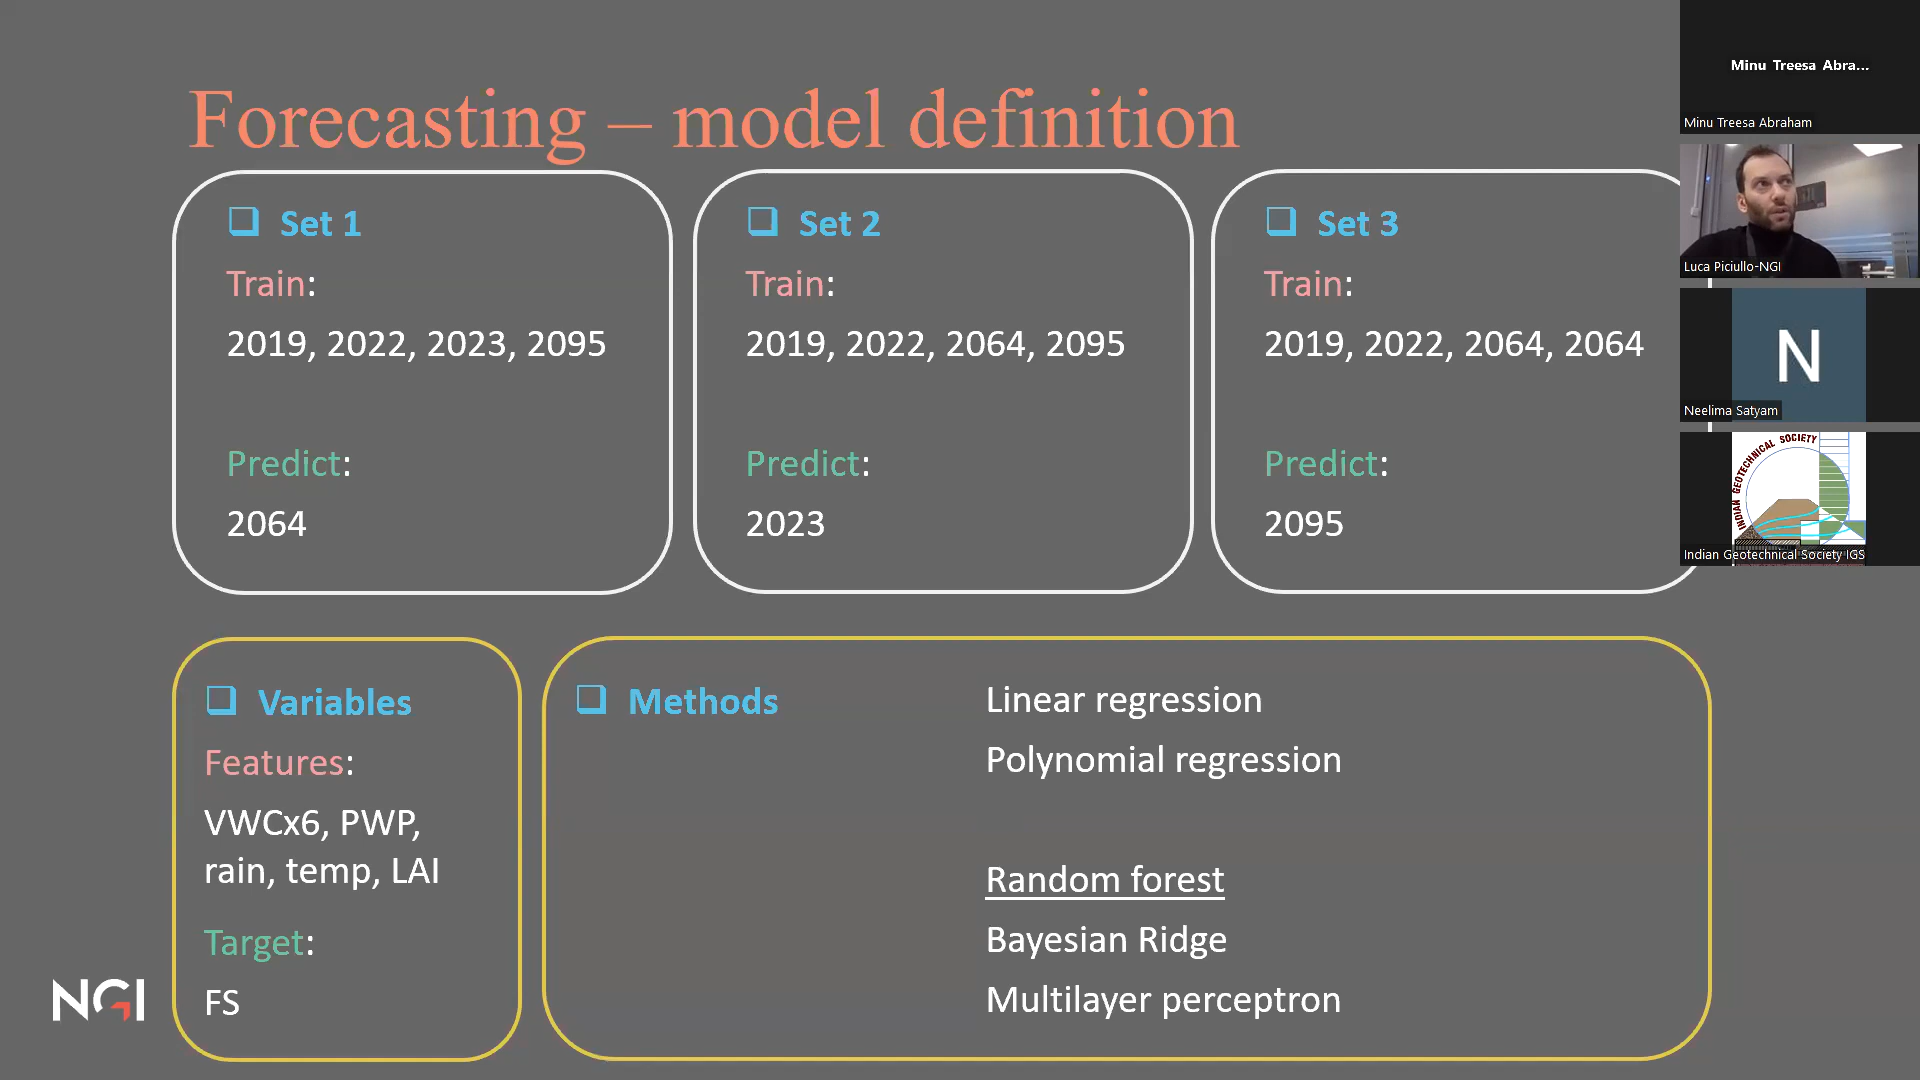 Forecasting – model definition
Set 1
Train:
2019, 2022, 2023, 2095
Predict:
2064
Set 2
Train:
2019, 2022, 2064, 2095
Predict:
2023
Set 3
Train:
2019, 2022, 2064, 2064
Predict:
2095
Variables
Features:
VWCx6, PWP,
rain, temp, LAI
Target:
FS
Methods
Linear regression
Polynomial regression
Random forest
Bayesian Ridge
Multilayer perceptron
NGI
Minu Treesa Abra...
Minu Treesa Abraham
Luca Piciullo-NGI
N
Neelima Satyam
INDIAN GEOTECHNICAL SOCIETY
Indian Geotechnical Society IGS